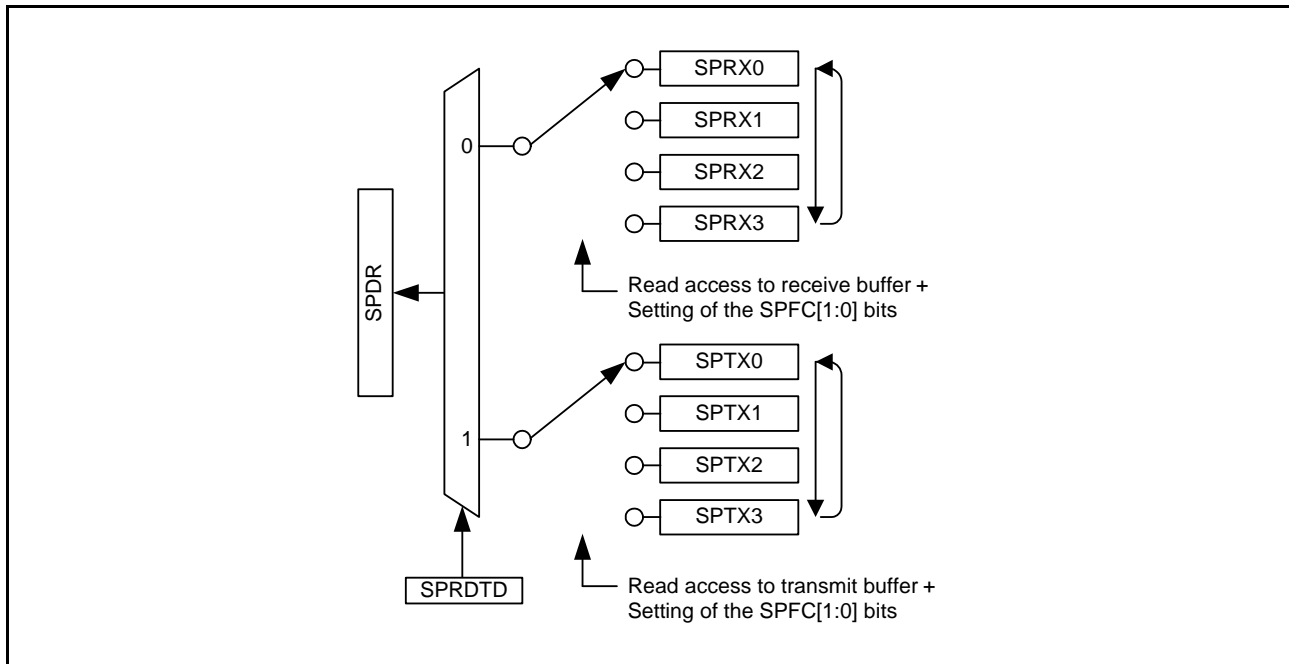 SPRX0
0
SPRX1
SPRX2
SPRX3
SPDR
Read access to receive buffer +
Setting of the SPFC[1:0] bits
SPTX0
SPTX1
1
SPTX2
SPTX3
SPRDTD
Read access to transmit buffer +
Setting of the SPFC[1:0] bits